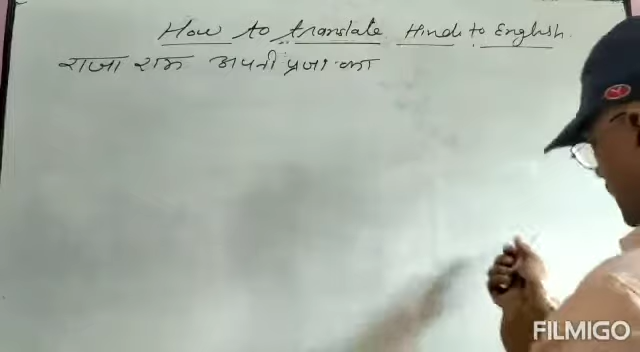 How to translate Hindi to English.
राजा राम अपनी प्रजा का
FILMIGO